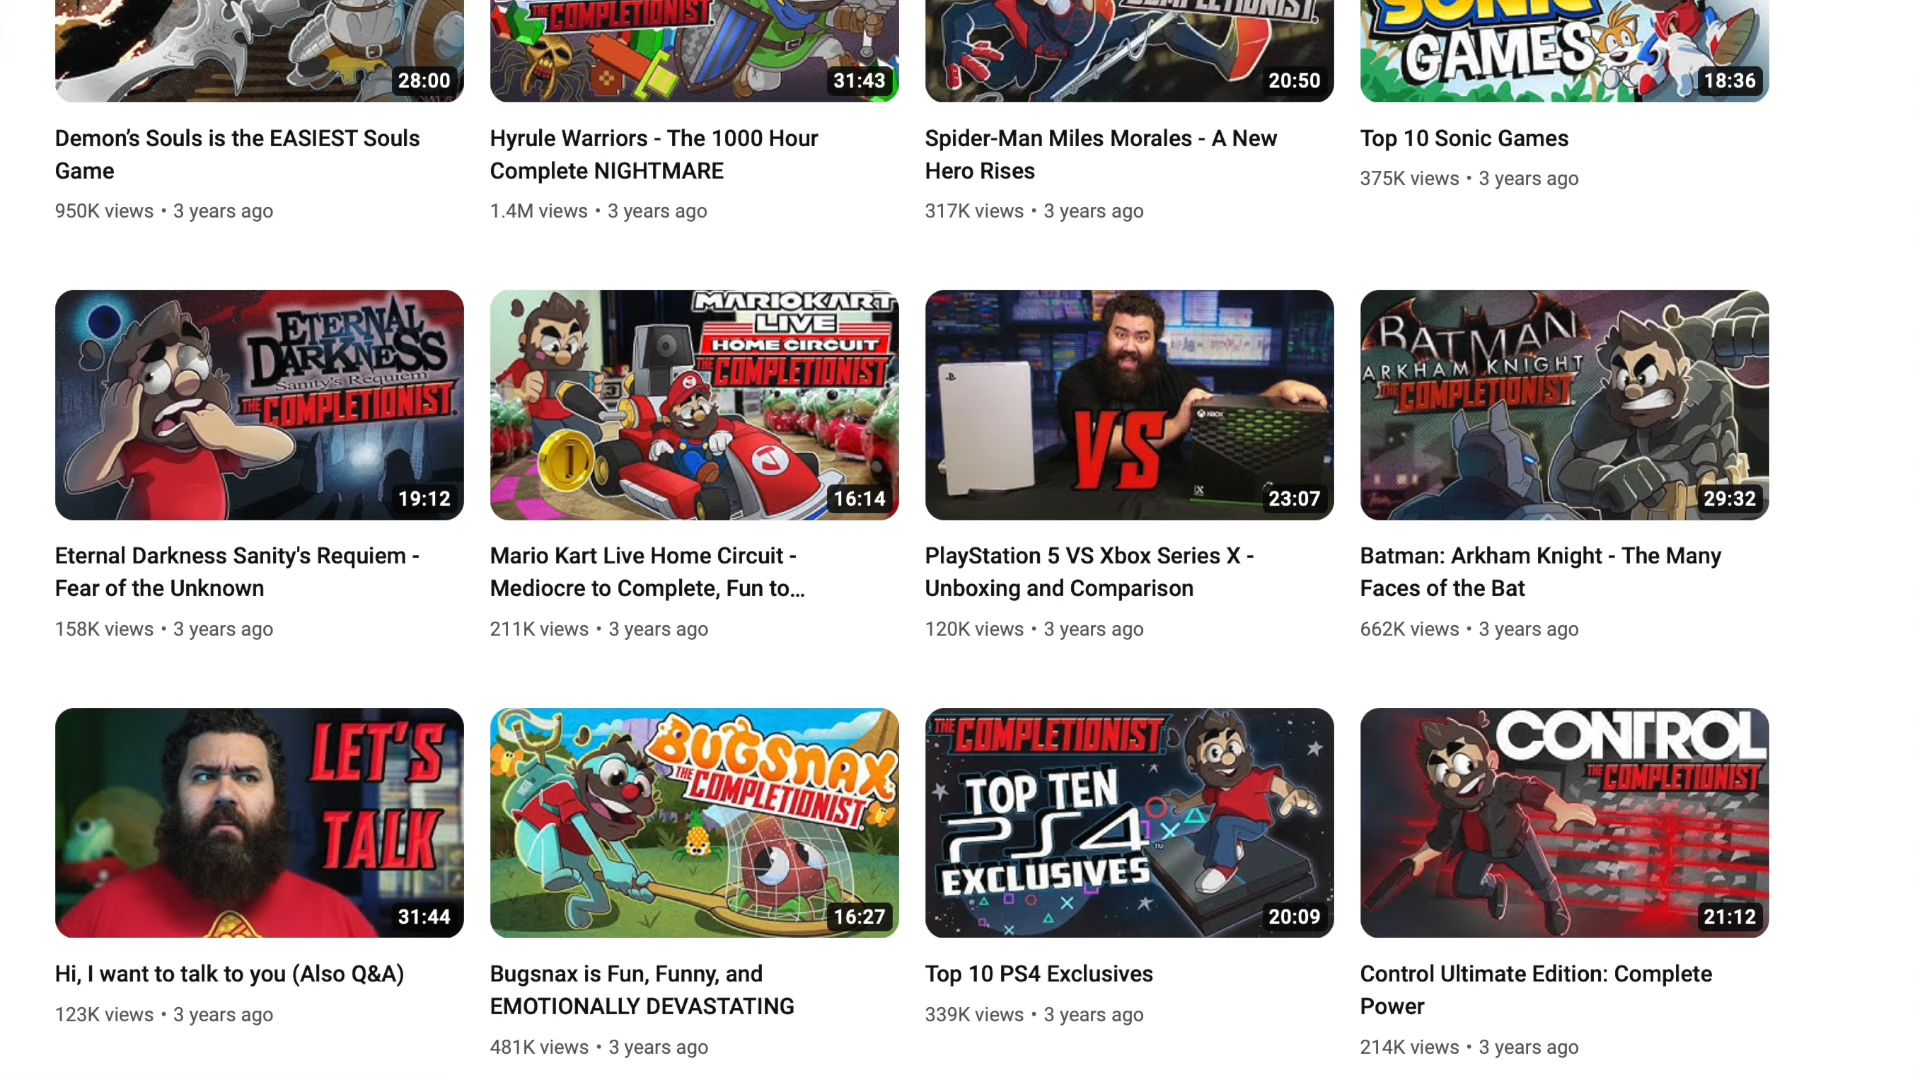 THE COMPLETIONIST
28:00
31:43
20:50
SONIC
GAMES
18:36
Demon’s Souls is the EASIEST Souls
Game
950K views • 3 years ago
Hyrule Warriors - The 1000 Hour
Complete NIGHTMARE
1.4M views • 3 years ago
Spider-Man Miles Morales - A New
Hero Rises
317K views • 3 years ago
Top 10 Sonic Games
375K views • 3 years ago
ETERNAL
DARKNESS
Sanity's Requiem
THE COMPLETIONIST
19:12
MARIOKART
LIVE
HOME CIRCUIT
THE COMPLETIONIST
16:14
VS
XBOX
23:07
BATMAN
ARKHAM KNIGHT
THE COMPLETIONIST
29:32
Eternal Darkness Sanity's Requiem -
Fear of the Unknown
158K views • 3 years ago
Mario Kart Live Home Circuit -
Mediocre to Complete, Fun to...
211K views • 3 years ago
PlayStation 5 VS Xbox Series X -
Unboxing and Comparison
120K views • 3 years ago
Batman: Arkham Knight - The Many
Faces of the Bat
662K views • 3 years ago
LET'S
TALK
31:44
BUGSNAX
THE COMPLETIONIST
16:27
THE COMPLETIONIST
TOP TEN
PS4
EXCLUSIVES
20:09
CONTROL
THE COMPLETIONIST
21:12
Hi, I want to talk to you (Also Q&A)
123K views • 3 years ago
Bugsnax is Fun, Funny, and
EMOTIONALLY DEVASTATING
481K views • 3 years ago
Top 10 PS4 Exclusives
339K views • 3 years ago
Control Ultimate Edition: Complete
Power
214K views • 3 years ago